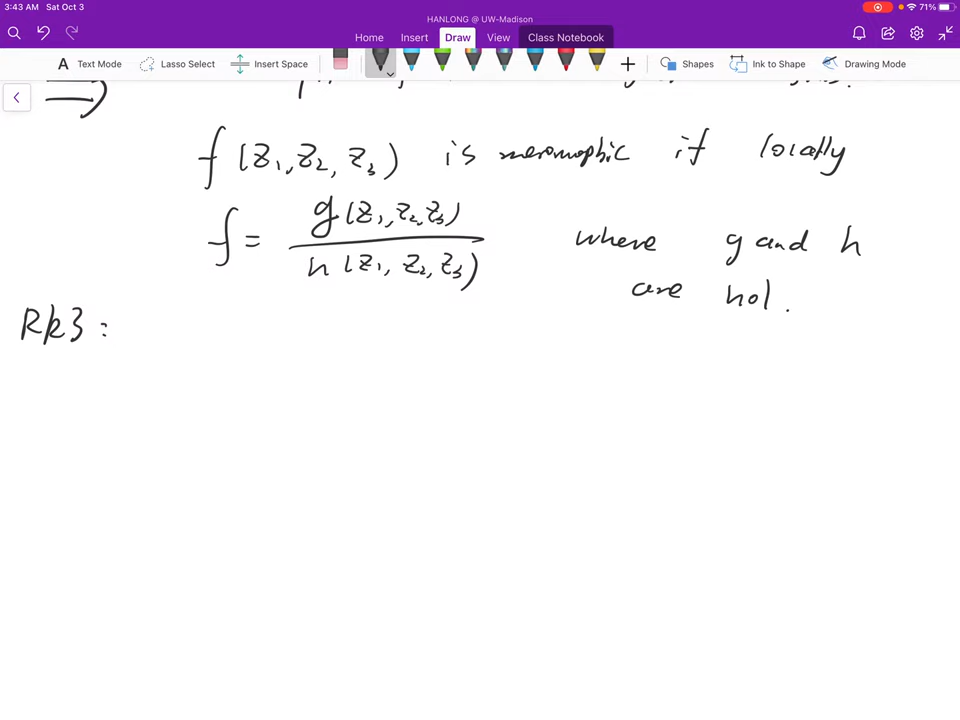 3:43 AM Sat Oct 3
71%
HANLONG @ UW-Madison
Home Insert Draw View Class Notebook
Text Mode Lasso Select Insert Space Shapes Ink to Shape Drawing Mode
f(z₁, z₂, z₃) is meromophic if locally
f = g(z₁, z₂, z₃) / h(z₁, z₂, z₃) where g and h
are hol.
Rk3: